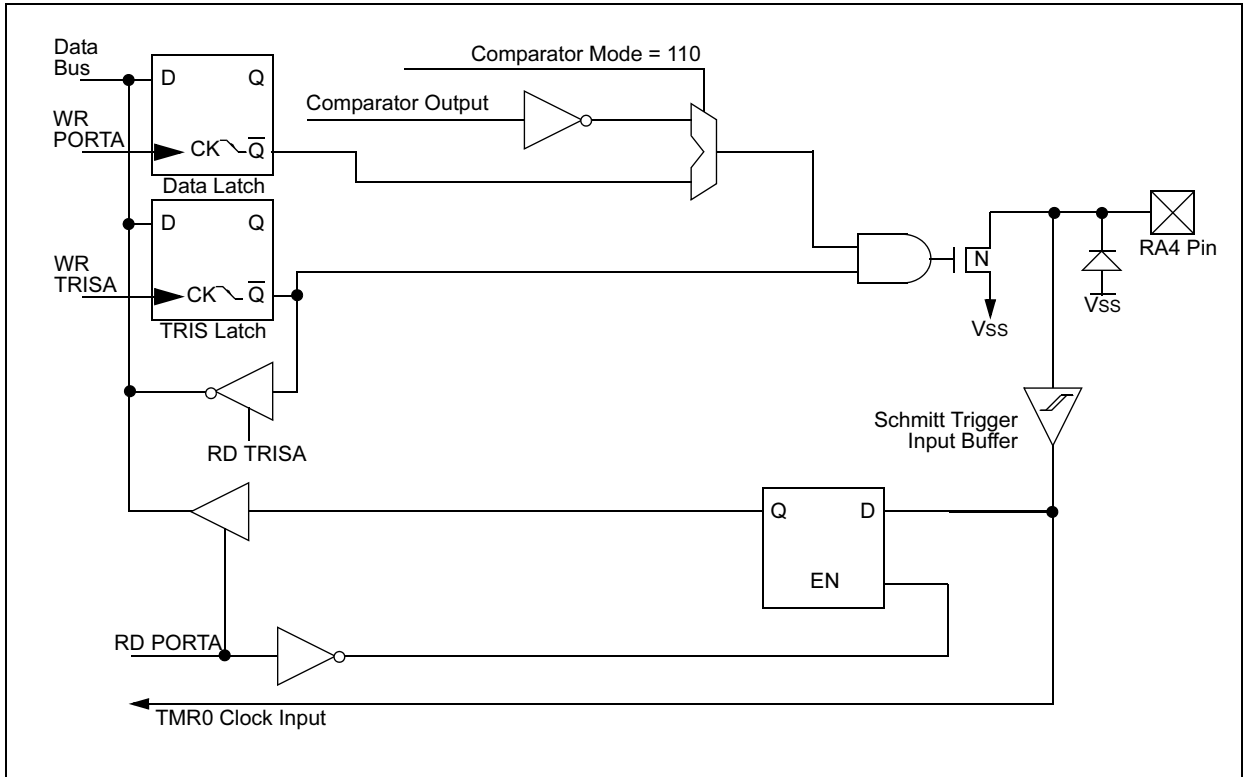 Data
Bus
D Q
WR
PORTA
CK Q̅
Data Latch
Comparator Mode = 110
Comparator Output
D Q
WR
TRISA
CK Q̅
TRIS Latch
RD TRISA
N
VSS
VSS
RA4 Pin
Schmitt Trigger
Input Buffer
Q D
EN
RD PORTA
TMR0 Clock Input